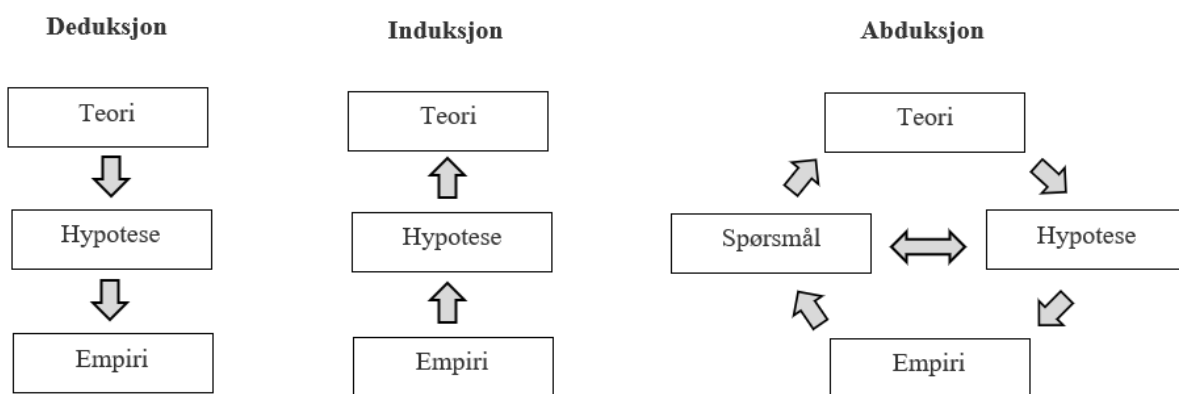 Deduksjon
Teori
Hypotese
Empiri
Induksjon
Teori
Hypotese
Empiri
Abduksjon
Teori
Spørsmål
Hypotese
Empiri